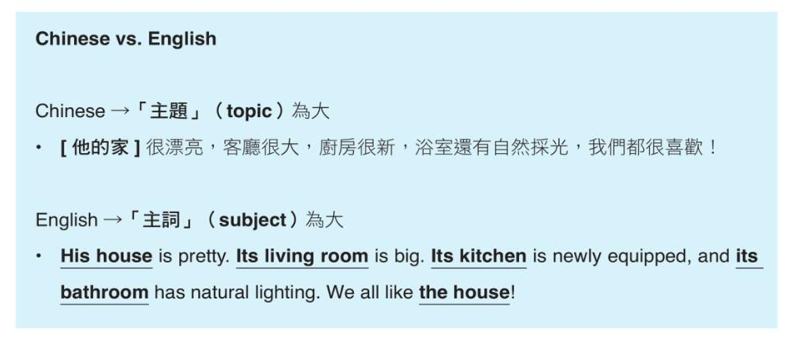 Chinese vs. English
Chinese →「主題」（topic）為大
• [ 他的家 ] 很漂亮，客廳很大，廚房很新，浴室還有自然採光，我們都很喜歡！
English →「主詞」（subject）為大
• His house is pretty. Its living room is big. Its kitchen is newly equipped, and its
bathroom has natural lighting. We all like the house!